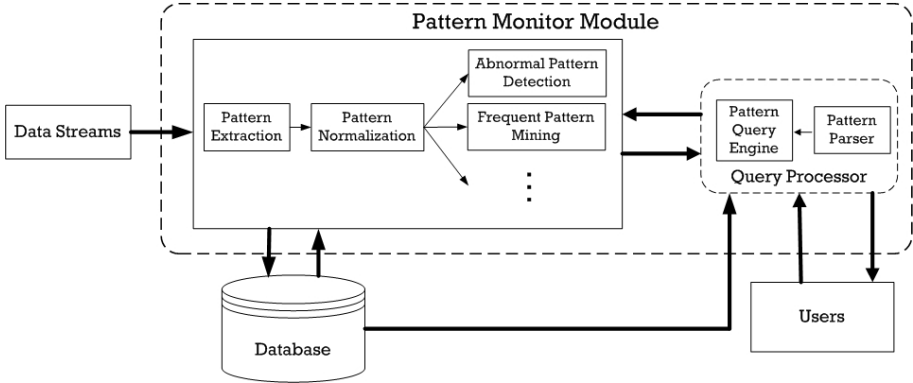 Pattern Monitor Module
Data Streams
Pattern
Extraction
Pattern
Normalization
Abnormal Pattern
Detection
Frequent Pattern
Mining
Pattern
Query
Engine
Pattern
Parser
Query Processor
Database
Users